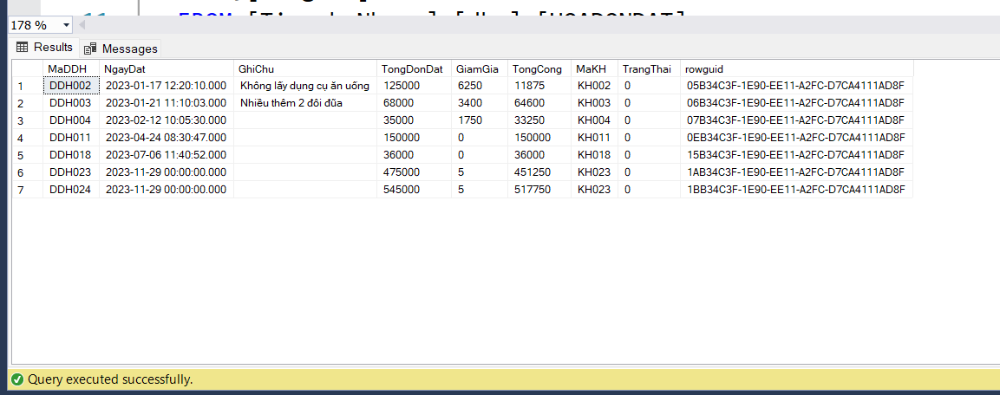 178 %
Results Messages
MaDDH NgayDat GhiChu TongDonDat GiamGia TongCong MaKH TrangThai rowguid
1 DDH002 2023-01-17 12:20:10.000 Không lấy dụng cụ ăn uống 125000 6250 11875 KH002 0 05B34C3F-1E90-EE11-A2FC-D7CA4111AD8F
2 DDH003 2023-01-21 11:10:03.000 Nhiều thêm 2 đôi đũa 68000 3400 64600 KH003 0 06B34C3F-1E90-EE11-A2FC-D7CA4111AD8F
3 DDH004 2023-02-12 10:05:30.000 35000 1750 33250 KH004 0 07B34C3F-1E90-EE11-A2FC-D7CA4111AD8F
4 DDH011 2023-04-24 08:30:47.000 150000 0 150000 KH011 0 0EB34C3F-1E90-EE11-A2FC-D7CA4111AD8F
5 DDH018 2023-07-06 11:40:52.000 36000 0 36000 KH018 0 15B34C3F-1E90-EE11-A2FC-D7CA4111AD8F
6 DDH023 2023-11-29 00:00:00.000 475000 5 451250 KH023 0 1AB34C3F-1E90-EE11-A2FC-D7CA4111AD8F
7 DDH024 2023-11-29 00:00:00.000 545000 5 517750 KH023 0 1BB34C3F-1E90-EE11-A2FC-D7CA4111AD8F
Query executed successfully.